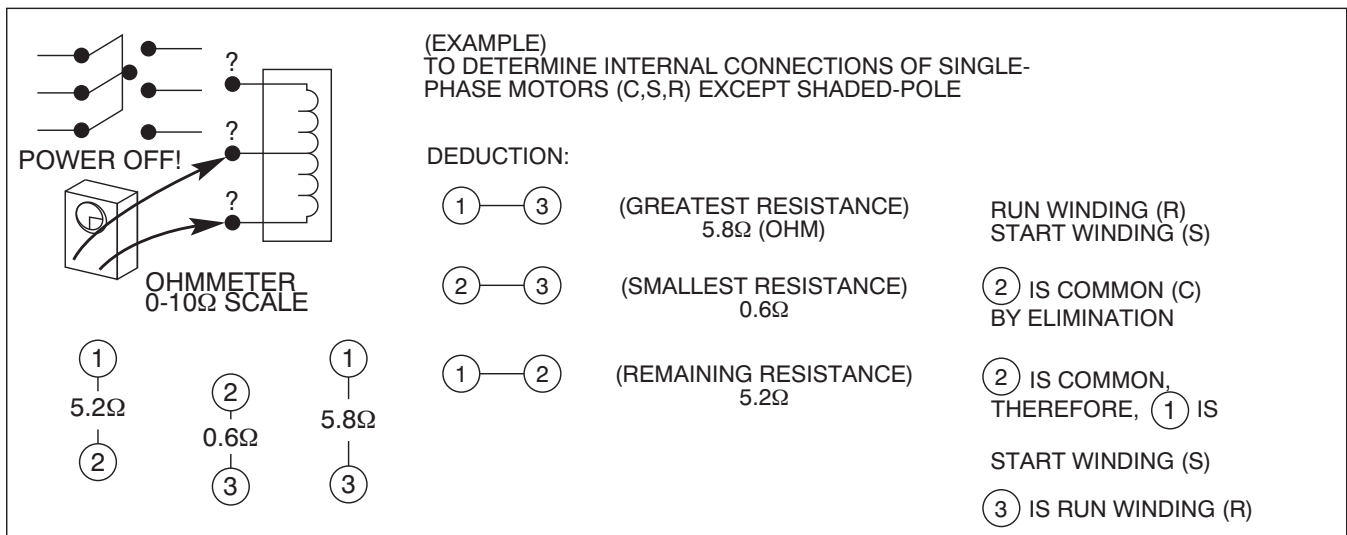 (EXAMPLE)
TO DETERMINE INTERNAL CONNECTIONS OF SINGLE-
PHASE MOTORS (C,S,R) EXCEPT SHADED-POLE
?
?
?
POWER OFF!
OHMMETER
0-10Ω SCALE
1
5.2Ω
2
2
0.6Ω
3
1
5.8Ω
3
DEDUCTION:
1 3 (GREATEST RESISTANCE) RUN WINDING (R)
5.8Ω (OHM) START WINDING (S)
2 3 (SMALLEST RESISTANCE) 2 IS COMMON (C)
0.6Ω BY ELIMINATION
1 2 (REMAINING RESISTANCE) 2 IS COMMON,
5.2Ω THEREFORE, 1 IS
START WINDING (S)
3 IS RUN WINDING (R)